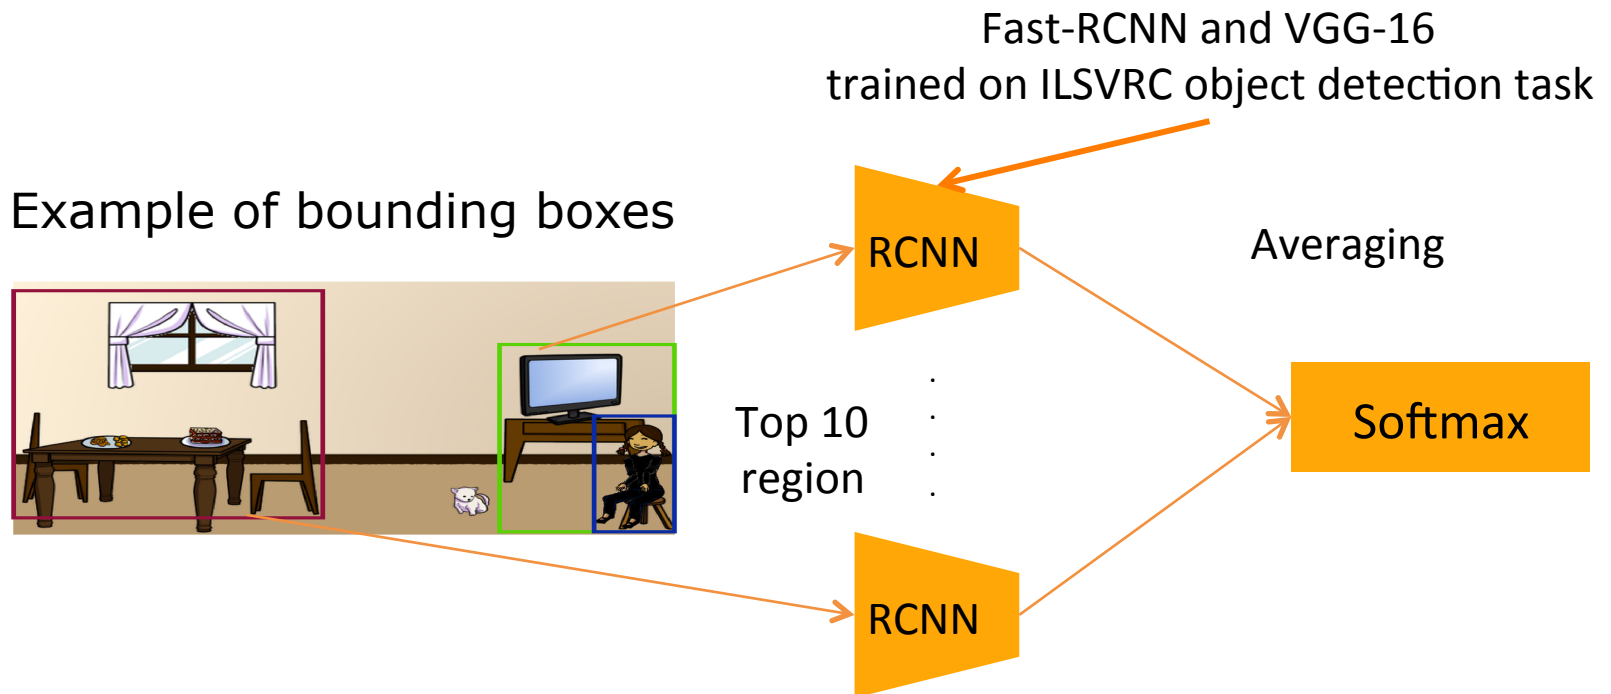 Fast-RCNN and VGG-16
trained on ILSVRC object detection task
Example of bounding boxes
RCNN
Averaging
Top 10
region
Softmax
RCNN